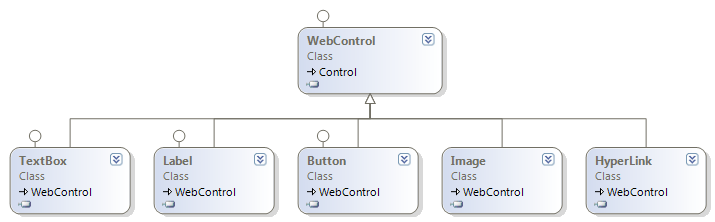 WebControl
Class
Control
TextBox
Class
WebControl
Label
Class
WebControl
Button
Class
WebControl
Image
Class
WebControl
HyperLink
Class
WebControl